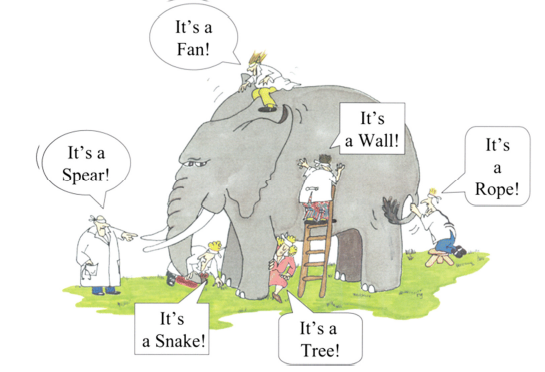 It's a
Fan!
It's
a Wall!
It's a
Spear!
It's
a
Rope!
It's
a Snake!
It's a
Tree!